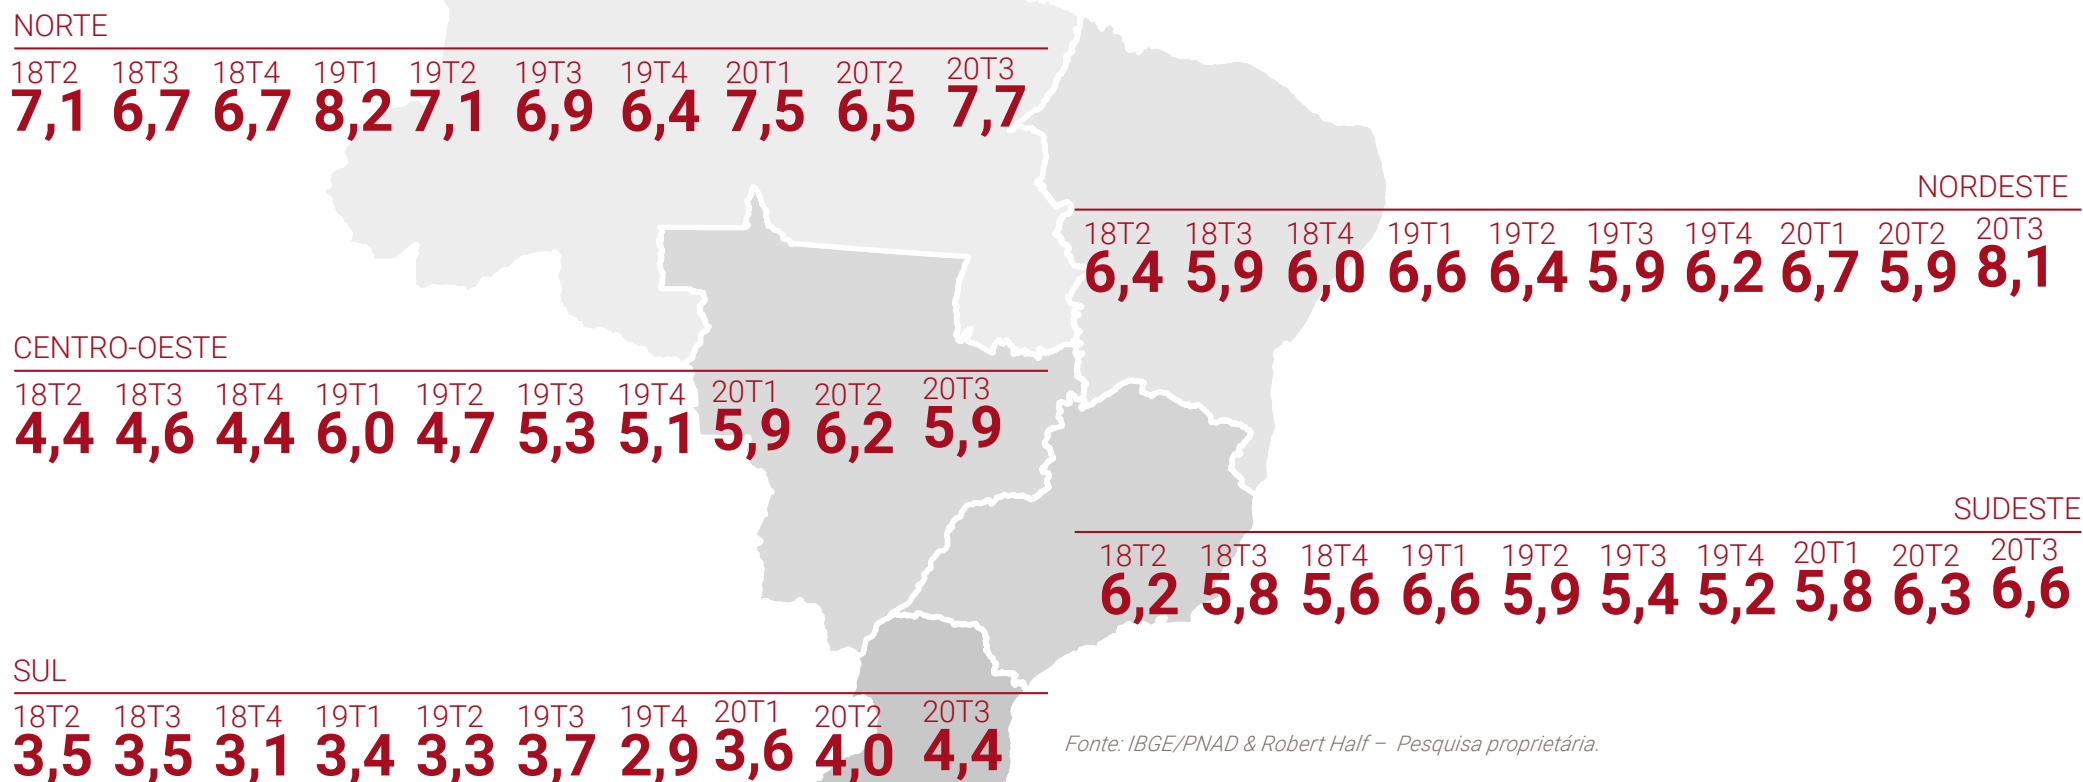 NORTE
18T2 18T3 18T4 19T1 19T2 19T3 19T4 20T1 20T2 20T3
7,1 6,7 6,7 8,2 7,1 6,9 6,4 7,5 6,5 7,7
NORDESTE
18T2 18T3 18T4 19T1 19T2 19T3 19T4 20T1 20T2 20T3
6,4 5,9 6,0 6,6 6,4 5,9 6,2 6,7 5,9 8,1
CENTRO-OESTE
18T2 18T3 18T4 19T1 19T2 19T3 19T4 20T1 20T2 20T3
4,4 4,6 4,4 6,0 4,7 5,3 5,1 5,9 6,2 5,9
SUDESTE
18T2 18T3 18T4 19T1 19T2 19T3 19T4 20T1 20T2 20T3
6,2 5,8 5,6 6,6 5,9 5,4 5,2 5,8 6,3 6,6
SUL
18T2 18T3 18T4 19T1 19T2 19T3 19T4 20T1 20T2 20T3
3,5 3,5 3,1 3,4 3,3 3,7 2,9 3,6 4,0 4,4
Fonte: IBGE/PNAD & Robert Half – Pesquisa proprietária.